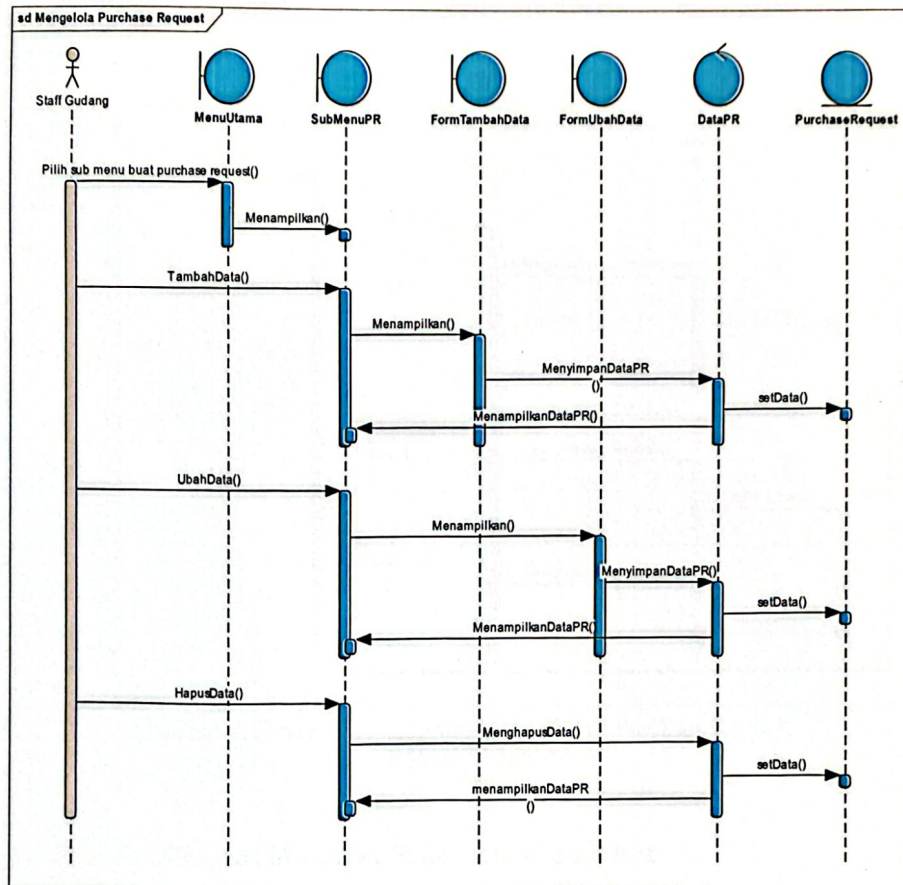 sd Mengelola Purchase Request
Staff Gudang
MenuUtama
SubMenuPR
FormTambahData
FormUbahData
DataPR
PurchaseRequest
Pilih sub menu buat purchase request()
Menampilkan()
TambahData()
Menampilkan()
MenyimpanDataPR
()
setData()
MenampilkanDataPR()
UbahData()
Menampilkan()
MenyimpanDataPR()
setData()
MenampilkanDataPR()
HapusData()
MenghapusData()
setData()
menampilkanDataPR
()